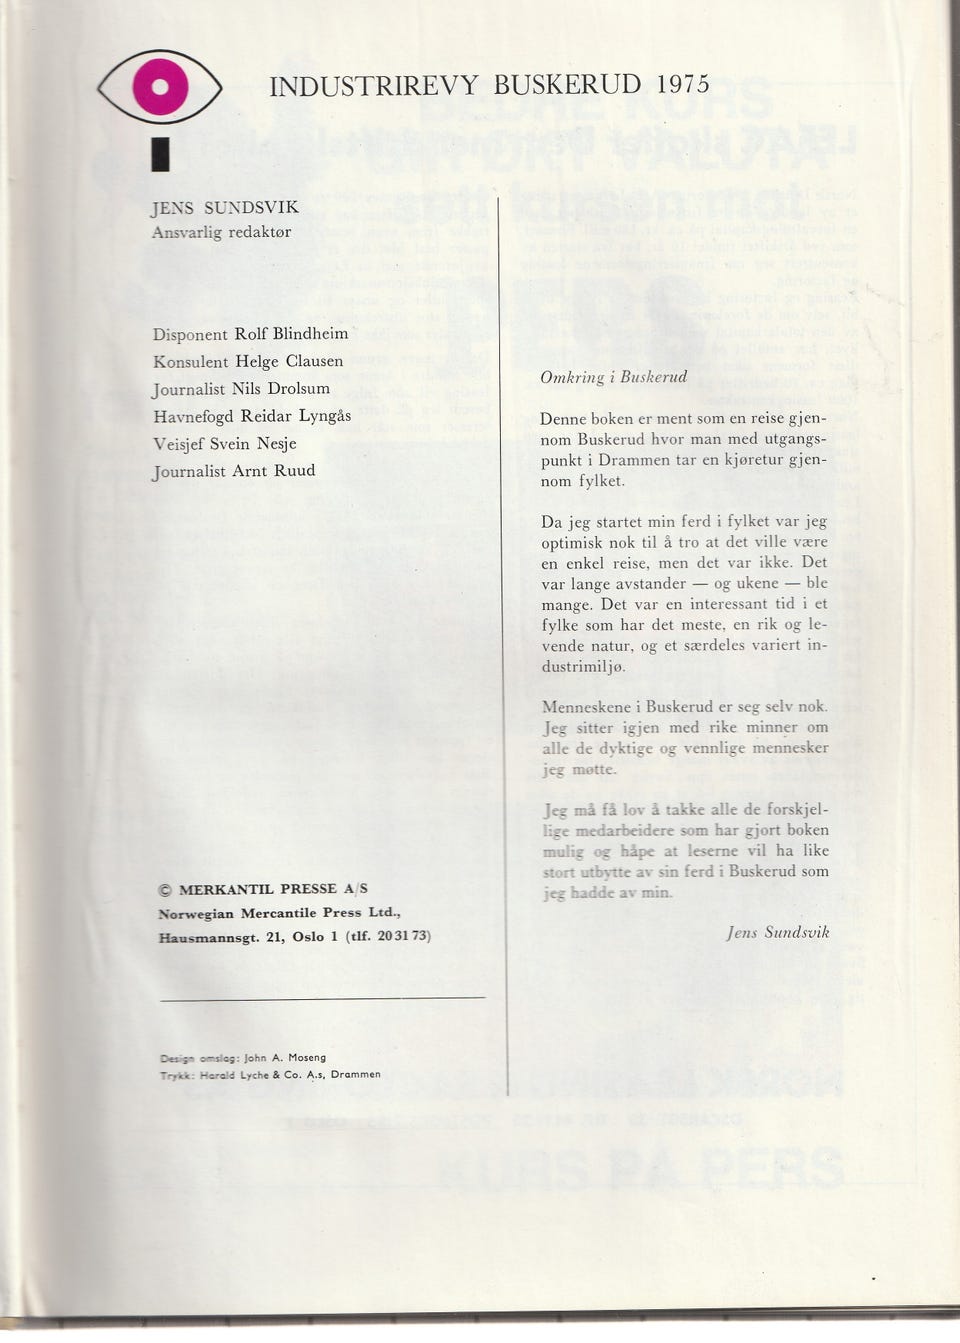 INDUSTRIREVY BUSKERUD 1975
JENS SUNDSVIK
Ansvarlig redaktør
Disponent Rolf Blindheim
Konsulent Helge Clausen
Journalist Nils Drolsum
Havnefogd Reidar Lyngås
Veisjef Svein Nesje
Journalist Arnt Ruud
© MERKANTIL PRESSE A/S
Norwegian Mercantile Press Ltd.,
Hausmannsgt. 21, Oslo 1 (tlf. 20 31 73)
Design omslag: John A. Moseng
Trykk: Harald Lyche & Co. A.s, Drammen
Omkring i Buskerud
Denne boken er ment som en reise gjen-
nom Buskerud hvor man med utgangs-
punkt i Drammen tar en kjøretur gjen-
nom fylket.
Da jeg startet min ferd i fylket var jeg
optimisk nok til å tro at det ville være
en enkel reise, men det var ikke. Det
var lange avstander — og ukene — ble
mange. Det var en interessant tid i et
fylke som har det meste, en rik og le-
vende natur, og et særdeles variert in-
dustrimiljø.
Menneskene i Buskerud er seg selv nok.
Jeg sitter igjen med rike minner om
alle de dyktige og vennlige mennesker
jeg møtte.
Jeg må få lov å takke alle de forskjel-
lige medarbeidere som har gjort boken
mulig og håpe at leserne vil ha like
stort utbytte av sin ferd i Buskerud som
jeg hadde av min.
Jens Sundsvik